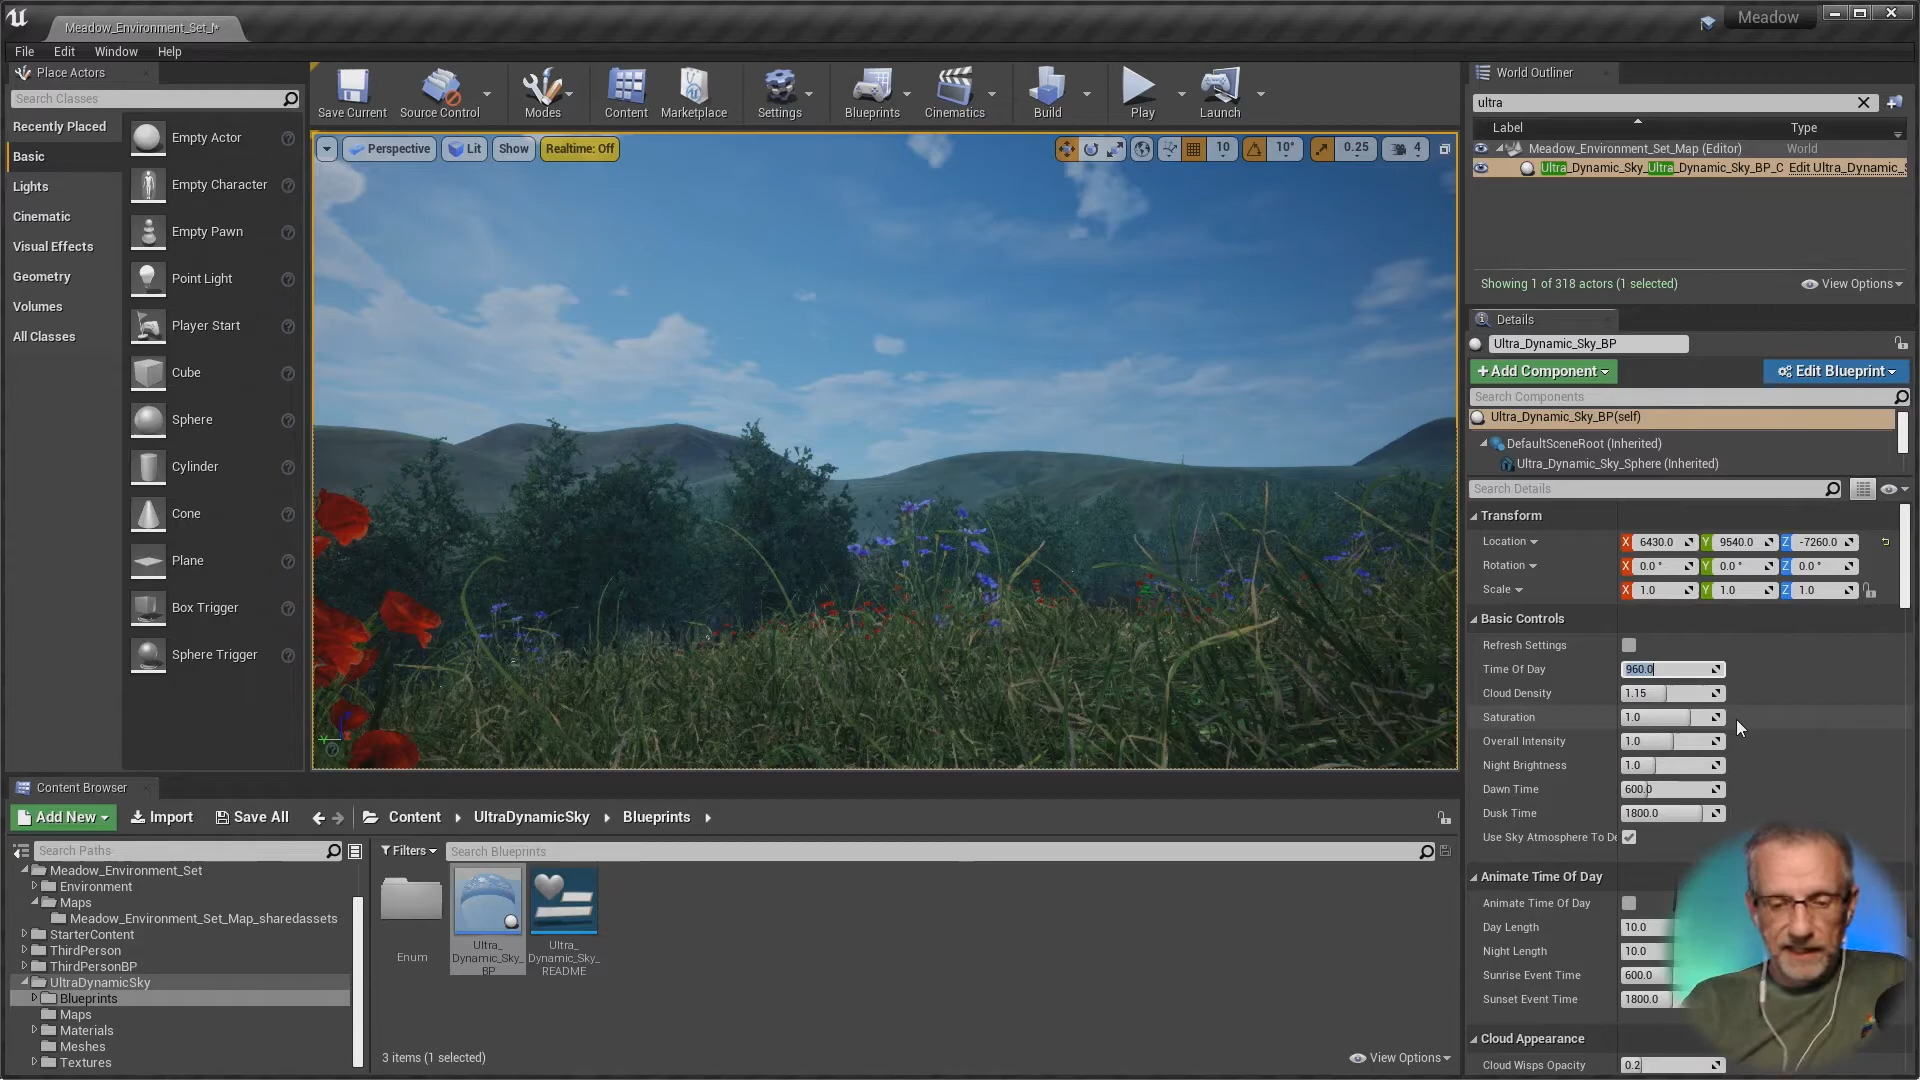 Meadow_Environment_Set_M*
Meadow
File Edit Window Help
Place Actors
Search Classes
Recently Placed
Basic
Lights
Cinematic
Visual Effects
Geometry
Volumes
All Classes
Empty Actor
Empty Character
Empty Pawn
Point Light
Player Start
Cube
Sphere
Cylinder
Cone
Plane
Box Trigger
Sphere Trigger
Save Current
Source Control
Modes
Content
Marketplace
Settings
Blueprints
Cinematics
Build
Play
Launch
Perspective Lit Show Realtime: Off
10 10° 0.25 4
World Outliner
ultra
Label Type
Meadow_Environment_Set_Map (Editor) World
Ultra_Dynamic_Sky_Ultra_Dynamic_Sky_BP_C Edit Ultra_Dynamic_S
Showing 1 of 318 actors (1 selected) View Options
Details
Ultra_Dynamic_Sky_BP
+Add Component Edit Blueprint
Search Components
Ultra_Dynamic_Sky_BP(self)
DefaultSceneRoot (Inherited)
Ultra_Dynamic_Sky_Sphere (Inherited)
Search Details
Transform
Location X 6430.0 Y 9540.0 Z -7260.0
Rotation X 0.0° Y 0.0° Z 0.0°
Scale X 1.0 Y 1.0 Z 1.0
Basic Controls
Refresh Settings
Time Of Day 960.0
Cloud Density 1.15
Saturation 1.0
Overall Intensity 1.0
Night Brightness 1.0
Dawn Time 600.0
Dusk Time 1800.0
Use Sky Atmosphere To De
Animate Time Of Day
Animate Time Of Day
Day Length 10.0
Night Length 10.0
Sunrise Event Time 600.0
Sunset Event Time 1800.0
Cloud Appearance
Cloud Wisps Opacity 0.2
Content Browser
Add New Import Save All Content UltraDynamicSky Blueprints
Search Paths
Meadow_Environment_Set
Environment
Maps
Meadow_Environment_Set_Map_sharedassets
StarterContent
ThirdPerson
ThirdPersonBP
UltraDynamicSky
Blueprints
Maps
Materials
Meshes
Textures
Filters Search Blueprints
Enum
Ultra_
Dynamic_Sky_
BP
Ultra_
Dynamic_Sky_
README
3 items (1 selected) View Options